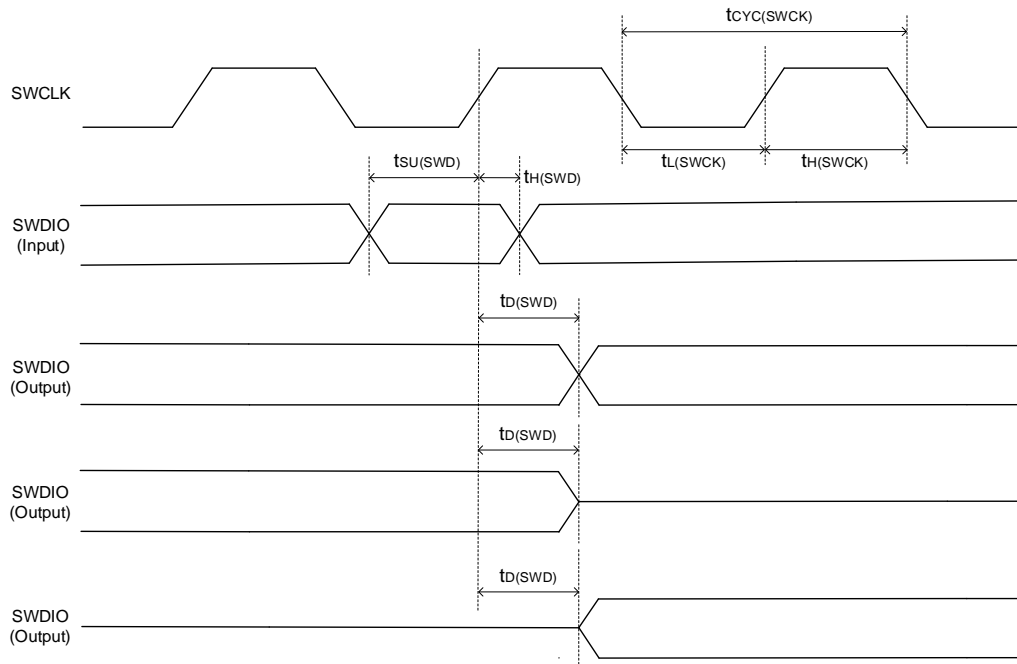 tCYC(SWCK)
SWCLK
tL(SWCK)
tH(SWCK)
tSU(SWD)
tH(SWD)
SWDIO
(Input)
tD(SWD)
SWDIO
(Output)
tD(SWD)
SWDIO
(Output)
tD(SWD)
SWDIO
(Output)